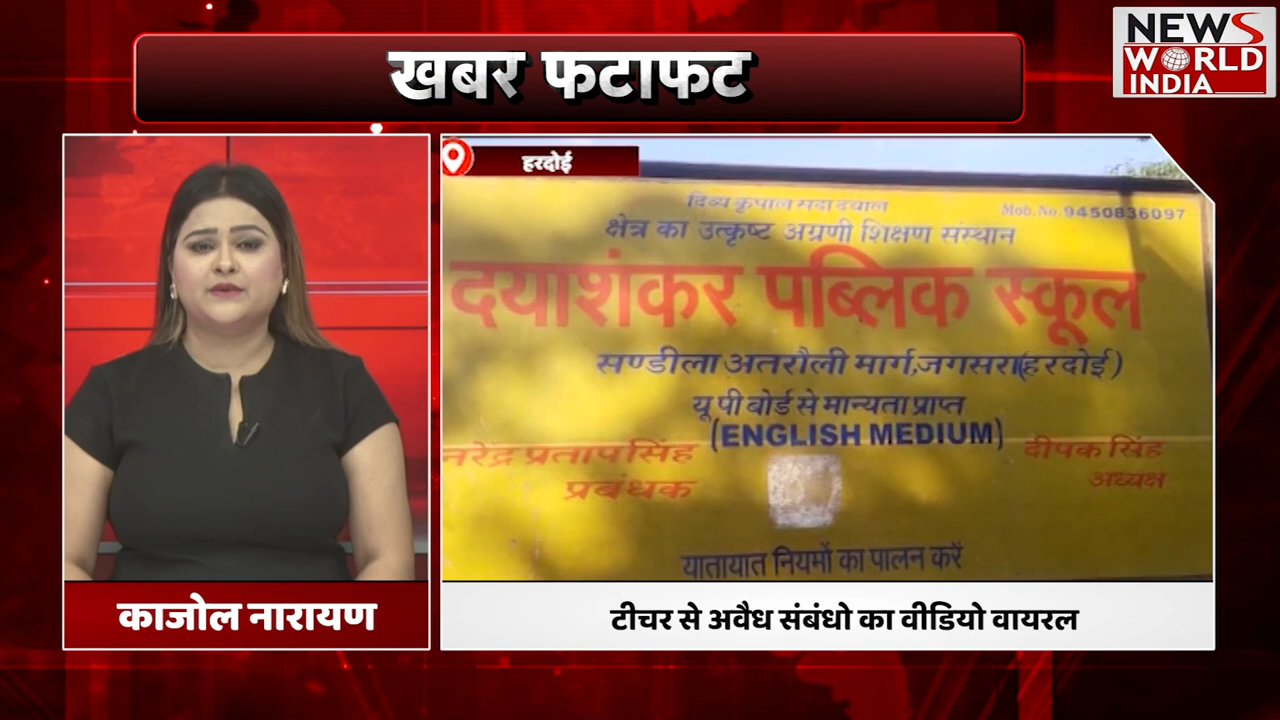 खबर फटाफट
NEWS
WORLD
INDIA
हरदोई
दिव्य कृपाल सदा दयाल
Mob.No.9450836097
क्षेत्र का उत्कृष्ट अग्रणी शिक्षण संस्थान
दयाशंकर पब्लिक स्कूल
सण्डीला अतरौली मार्ग,जगसरा(हरदोई)
यू पी बोर्ड से मान्यता प्राप्त
(ENGLISH MEDIUM)
नरेंद्र प्रताप सिंह
प्रबंधक
दीपक सिंह
अध्यक्ष
यातायात नियमों का पालन करें
काजोल नारायण
टीचर से अवैध संबंधो का वीडियो वायरल